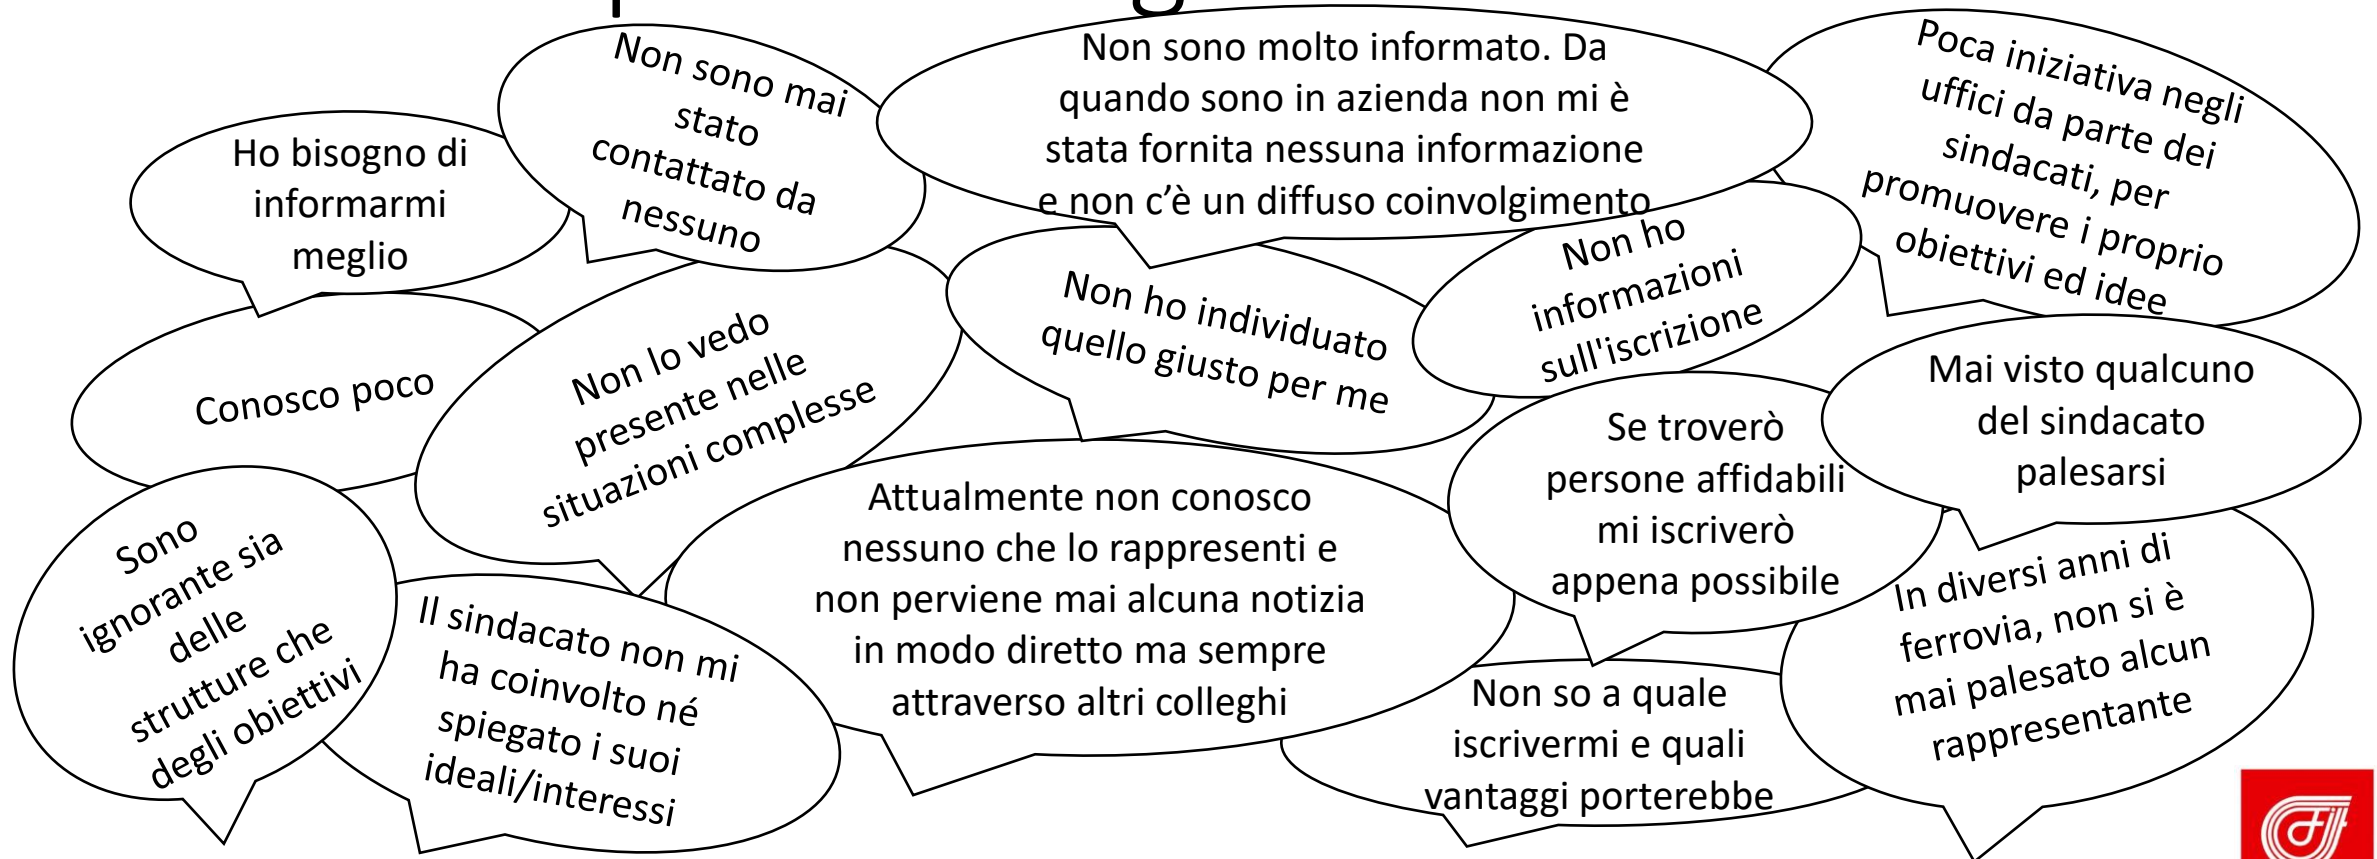 Ho bisogno di
informarmi
meglio
Non sono mai
stato
contattato da
nessuno
Non sono molto informato. Da
quando sono in azienda non mi è
stata fornita nessuna informazione
e non c'è un diffuso coinvolgimento
Poca iniziativa negli
uffici da parte dei
sindacati, per
promuovere i proprio
obiettivi ed idee
Conosco poco
Non lo vedo
presente nelle
situazioni complesse
Non ho individuato
quello giusto per me
Non ho
informazioni
sull'iscrizione
Mai visto qualcuno
del sindacato
palesarsi
Sono
ignorante sia
delle
strutture che
degli obiettivi
Il sindacato non mi
ha coinvolto né
spiegato i suoi
ideali/interessi
Attualmente non conosco
nessuno che lo rappresenti e
non perviene mai alcuna notizia
in modo diretto ma sempre
attraverso altri colleghi
Se troverò
persone affidabili
mi iscriverò
appena possibile
Non so a quale
iscrivermi e quali
vantaggi porterebbe
In diversi anni di
ferrovia, non si è
mai palesato alcun
rappresentante